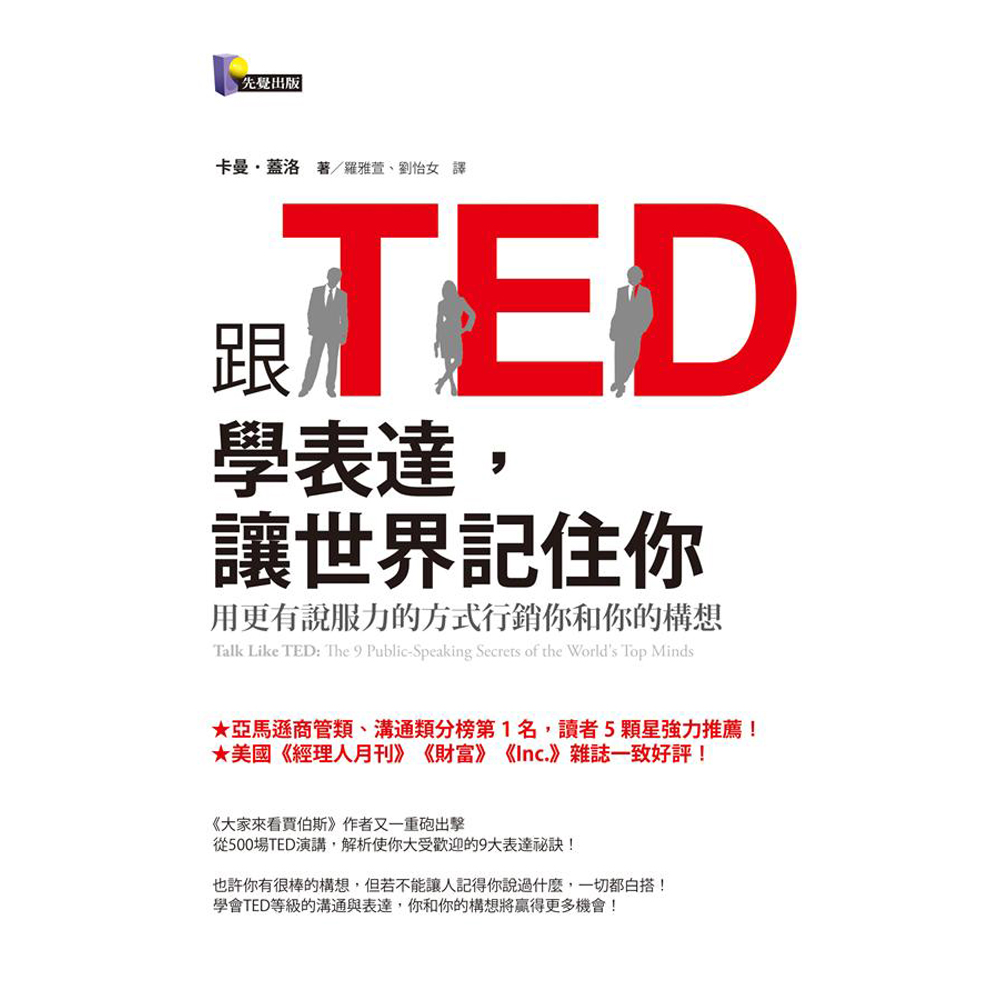 先覺出版
卡曼・蓋洛 著／羅雅萱、劉怡女 譯
跟TED
學表達，
讓世界記住你
用更有說服力的方式行銷你和你的構想
Talk Like TED: The 9 Public-Speaking Secrets of the World's Top Minds
★亞馬遜商管類、溝通類分榜第1名，讀者5顆星強力推薦！
★美國《經理人月刊》《財富》《Inc.》雜誌一致好評！
《大家來看賈伯斯》作者又一重砲出擊
從500場TED演講，解析使你大受歡迎的9大表達祕訣！
也許你有很棒的構想，但若不能讓人記得你說過什麼，一切都白搭！
學會TED等級的溝通與表達，你和你的構想將贏得更多機會！